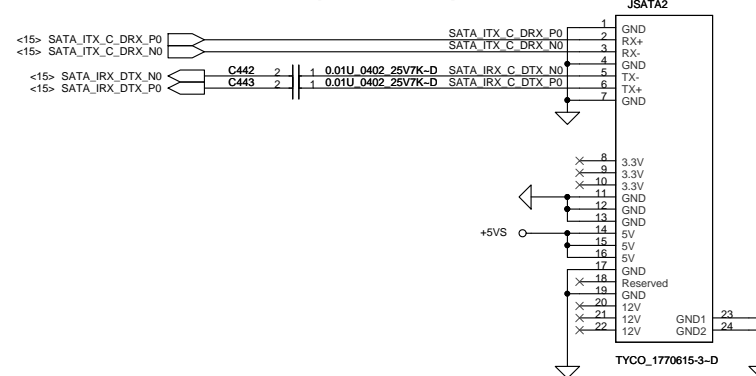 JSATA2
<15> SATA_ITX_C_DRX_P0 SATA_ITX_C_DRX_P0 1 GND
<15> SATA_ITX_C_DRX_N0 SATA_ITX_C_DRX_N0 2 RX+
3 RX-
4 GND
<15> SATA_IRX_DTX_N0 C442 2 1 0.01U_0402_25V7K~D SATA_IRX_C_DTX_N0 5 TX-
<15> SATA_IRX_DTX_P0 C443 2 1 0.01U_0402_25V7K~D SATA_IRX_C_DTX_P0 6 TX+
7 GND
8 3.3V
9 3.3V
10 3.3V
11 GND
12 GND
13 GND
+5VS 14 5V
15 5V
16 5V
17 GND
18 Reserved
19 GND
20 12V
21 12V GND1 23
22 12V GND2 24
TYCO_1770615-3~D